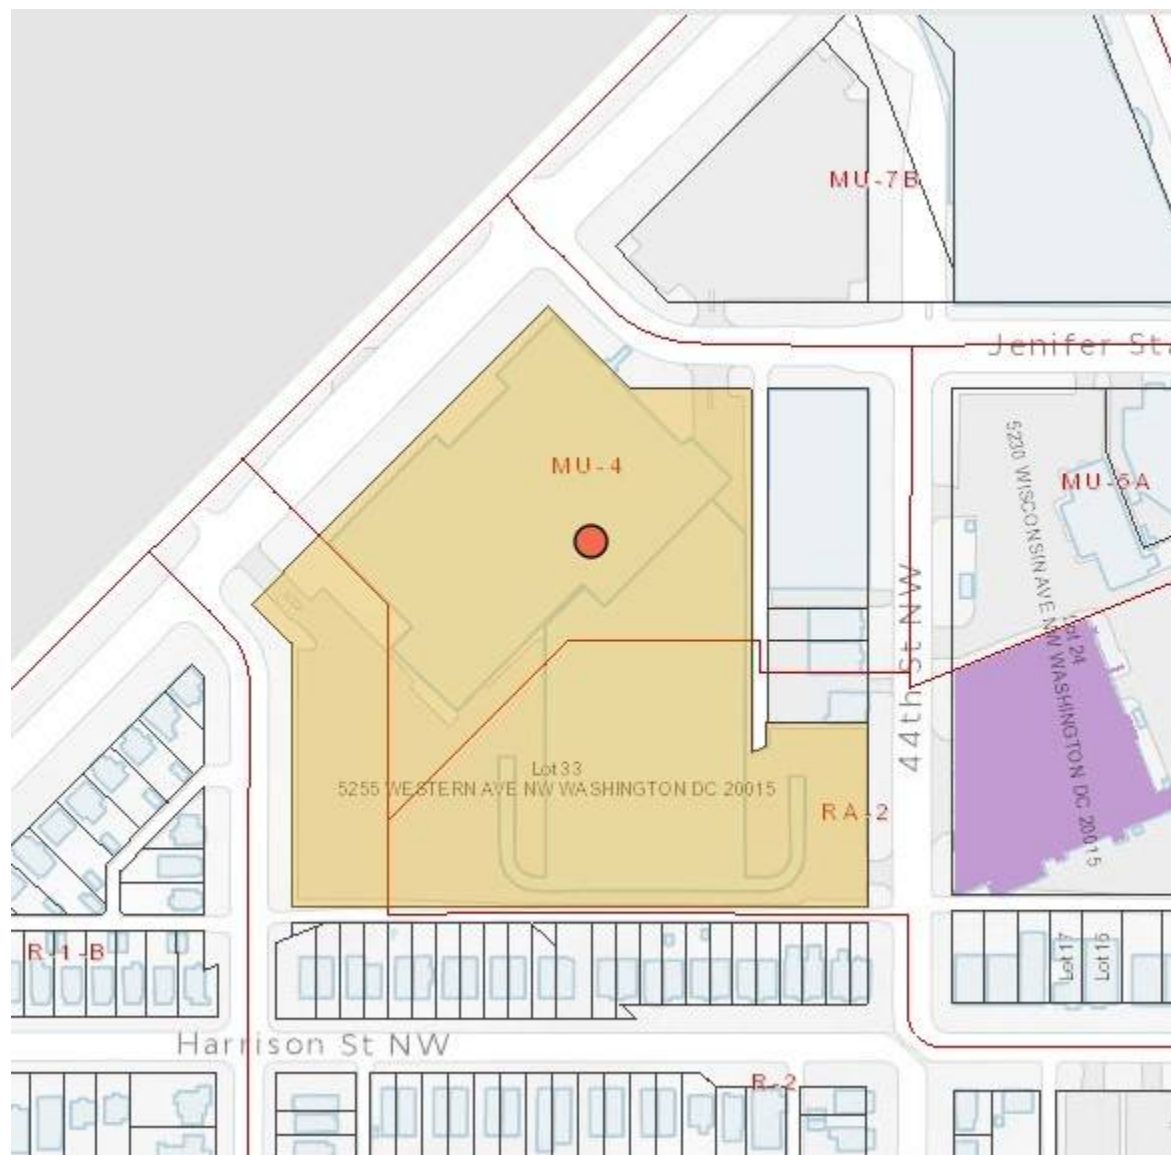 MU-7B
Jenifer St
MU-4
MU-5A
5230 WISCONSIN AVE NW WASHINGTON DC 20015
Lot 24
44th St NW
Lot 33
5255 WESTERN AVE NW WASHINGTON DC 20015
RA-2
R-1-B
Lot 17
Lot 16
Harrison St NW
R-2